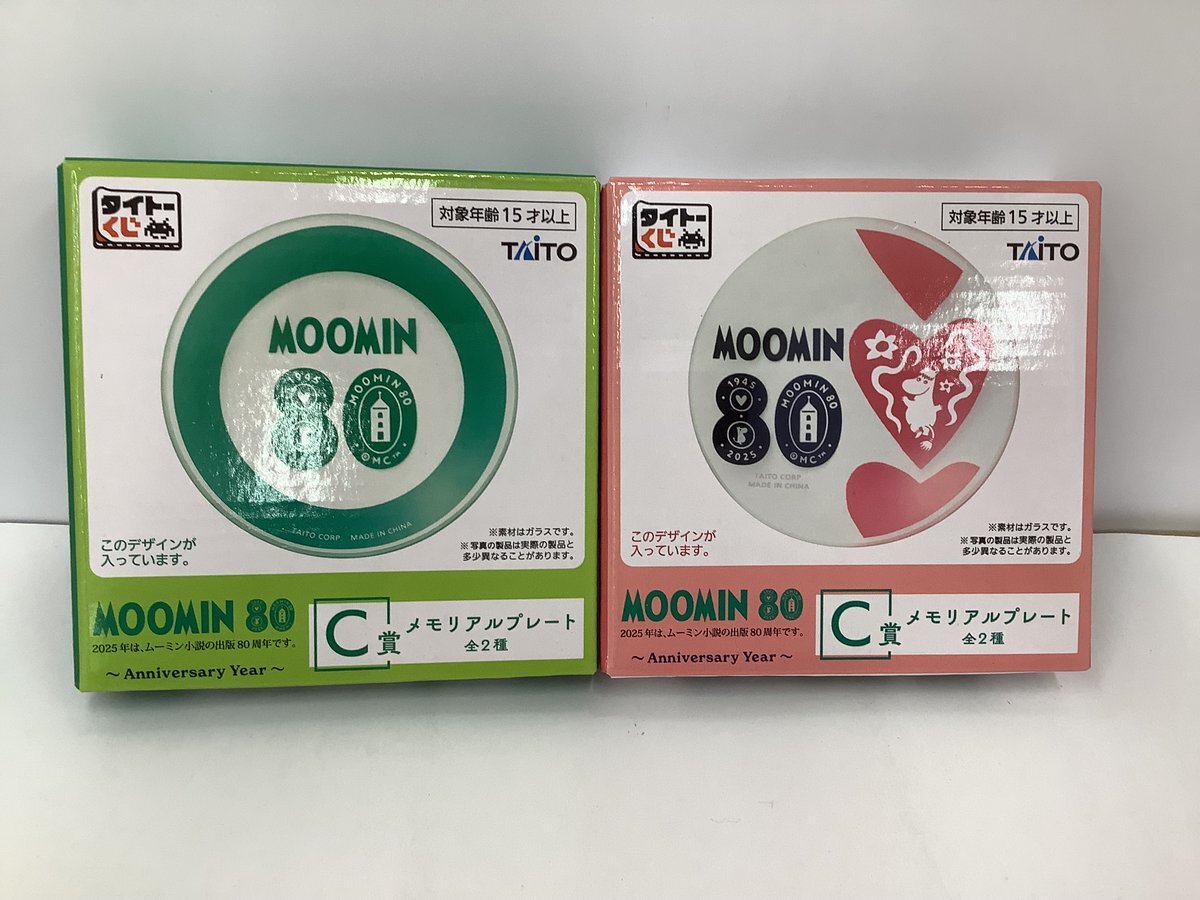 タイトー
くじ
対象年齢15才以上
TAITO
MOOMIN
1945
80
MOOMIN 80
©MC™
TAITO CORP MADE IN CHINA
このデザインが
入っています。
※素材はガラスです。
※写真の製品は実際の製品と
多少異なることがあります。
MOOMIN 80
2025年は、ムーミン小説の出版80周年です。
～Anniversary Year～
C賞
メモリアルプレート
全2種
タイトー
くじ
対象年齢15才以上
TAITO
MOOMIN
1945
80
2025
MOOMIN 80
©MC™
TAITO CORP
MADE IN CHINA
このデザインが
入っています。
※素材はガラスです。
※写真の製品は実際の製品と
多少異なることがあります。
MOOMIN 80
2025年は、ムーミン小説の出版80周年です。
～Anniversary Year～
C賞
メモリアルプレート
全2種